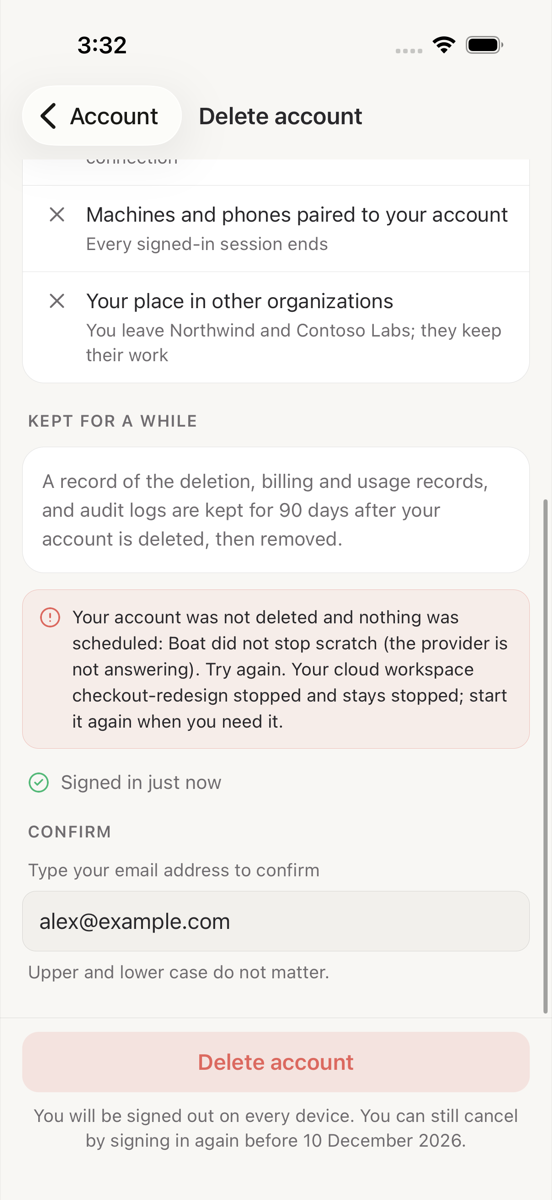 3:32
Account
Delete account
connection
Machines and phones paired to your account
Every signed-in session ends
Your place in other organizations
You leave Northwind and Contoso Labs; they keep
their work
KEPT FOR A WHILE
A record of the deletion, billing and usage records,
and audit logs are kept for 90 days after your
account is deleted, then removed.
Your account was not deleted and nothing was
scheduled: Boat did not stop scratch (the provider is
not answering). Try again. Your cloud workspace
checkout-redesign stopped and stays stopped; start
it again when you need it.
Signed in just now
CONFIRM
Type your email address to confirm
alex@example.com
Upper and lower case do not matter.
Delete account
You will be signed out on every device. You can still cancel
by signing in again before 10 December 2026.